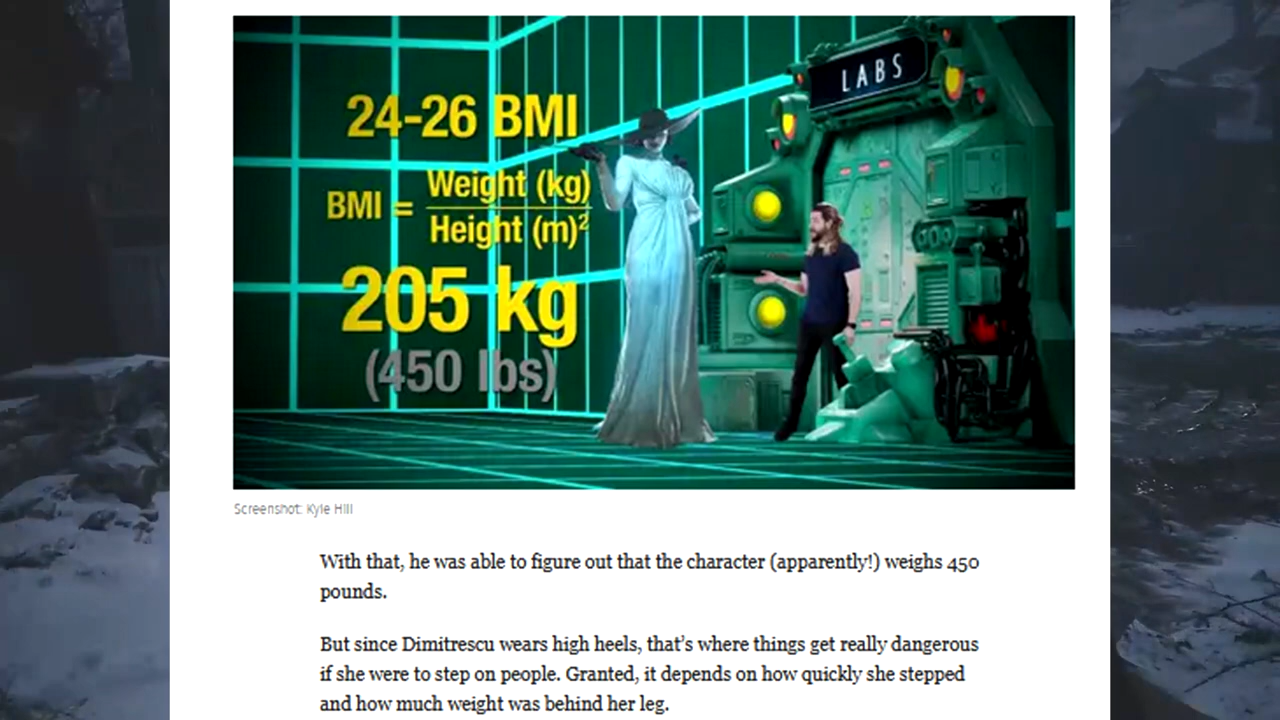 LABS
24-26 BMI
BMI = Weight (kg)
Height (m)²
205 kg
(450 lbs)
Screenshot: Kyle Hill
With that, he was able to figure out that the character (apparently!) weighs 450
pounds.
But since Dimitrescu wears high heels, that's where things get really dangerous
if she were to step on people. Granted, it depends on how quickly she stepped
and how much weight was behind her leg.